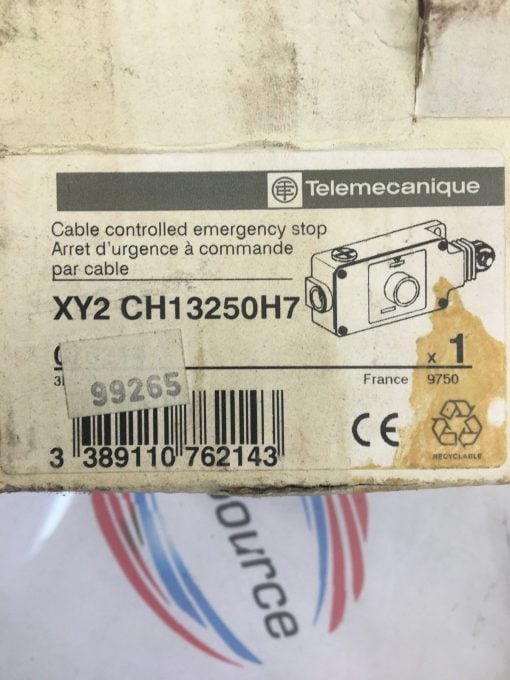 Telemecanique
Cable controlled emergency stop
Arret d'urgence à commande
par cable
XY2 CH13250H7
99265
x 1
France 9750
CE
3 389110 762143
RECYCLABLE
ource